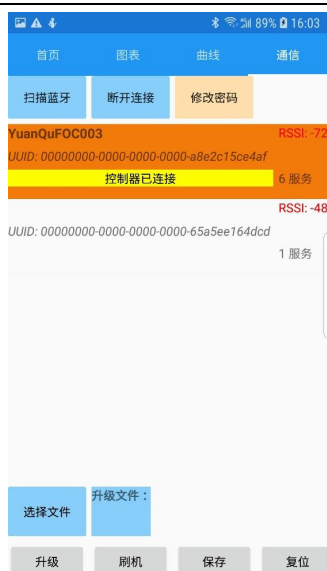 89% 16:03
首页 图表 曲线 通信
扫描蓝牙 断开连接 修改密码
YuanQuFOC003 RSSI: -72
UUID: 00000000-0000-0000-0000-a8e2c15ce4af
控制器已连接 6 服务
RSSI: -48
UUID: 00000000-0000-0000-0000-65a5ee164dcd
1 服务
升级文件：
选择文件
升级 刷机 保存 复位